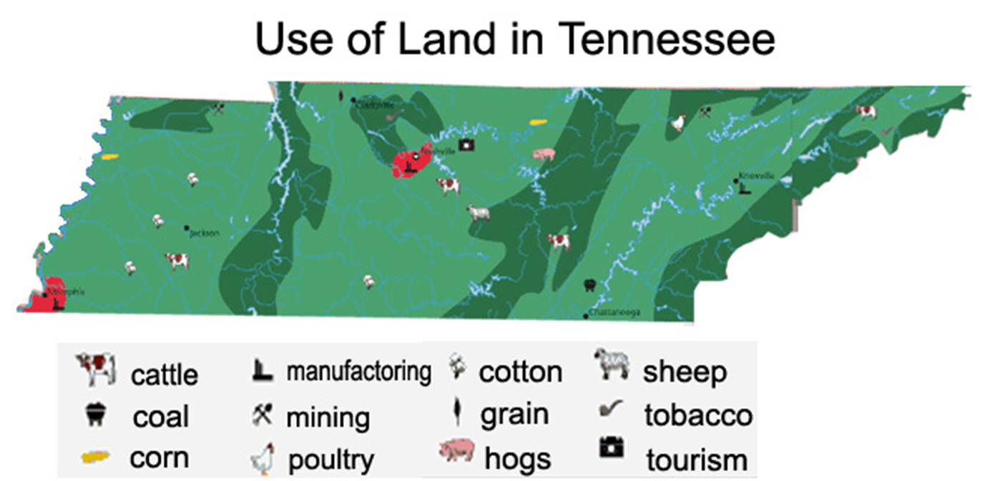 Use of Land in Tennessee
Clarksville
Nashville
Knoxville
Jackson
Memphis
Chattanooga
cattle manufactoring cotton sheep
coal mining grain tobacco
corn poultry hogs tourism